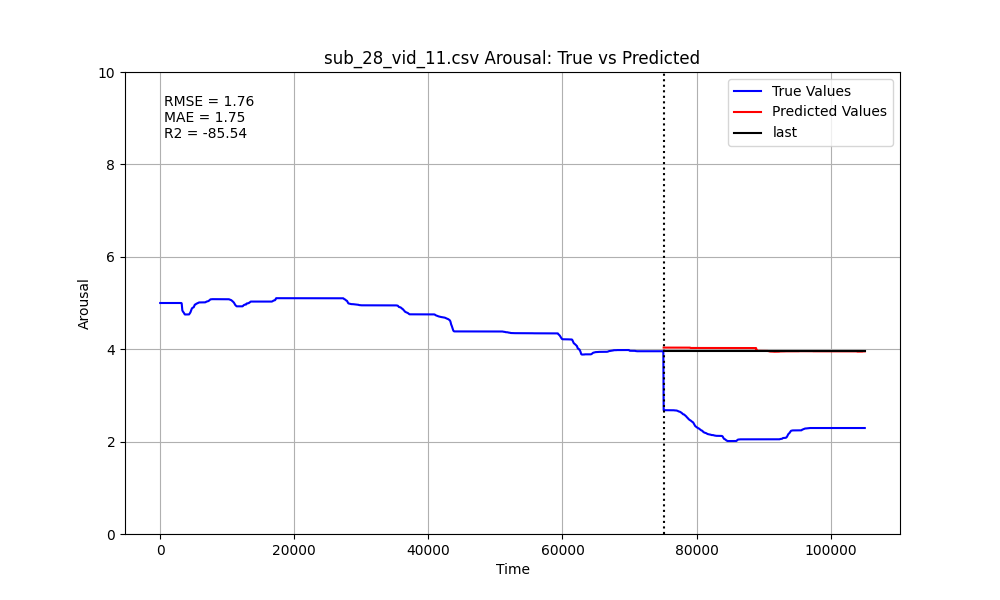 sub_28_vid_11.csv Arousal: True vs Predicted
RMSE = 1.76
MAE = 1.75
R2 = -85.54
True Values
Predicted Values
last
10
8
6
4
2
0
Arousal
0 20000 40000 60000 80000 100000
Time